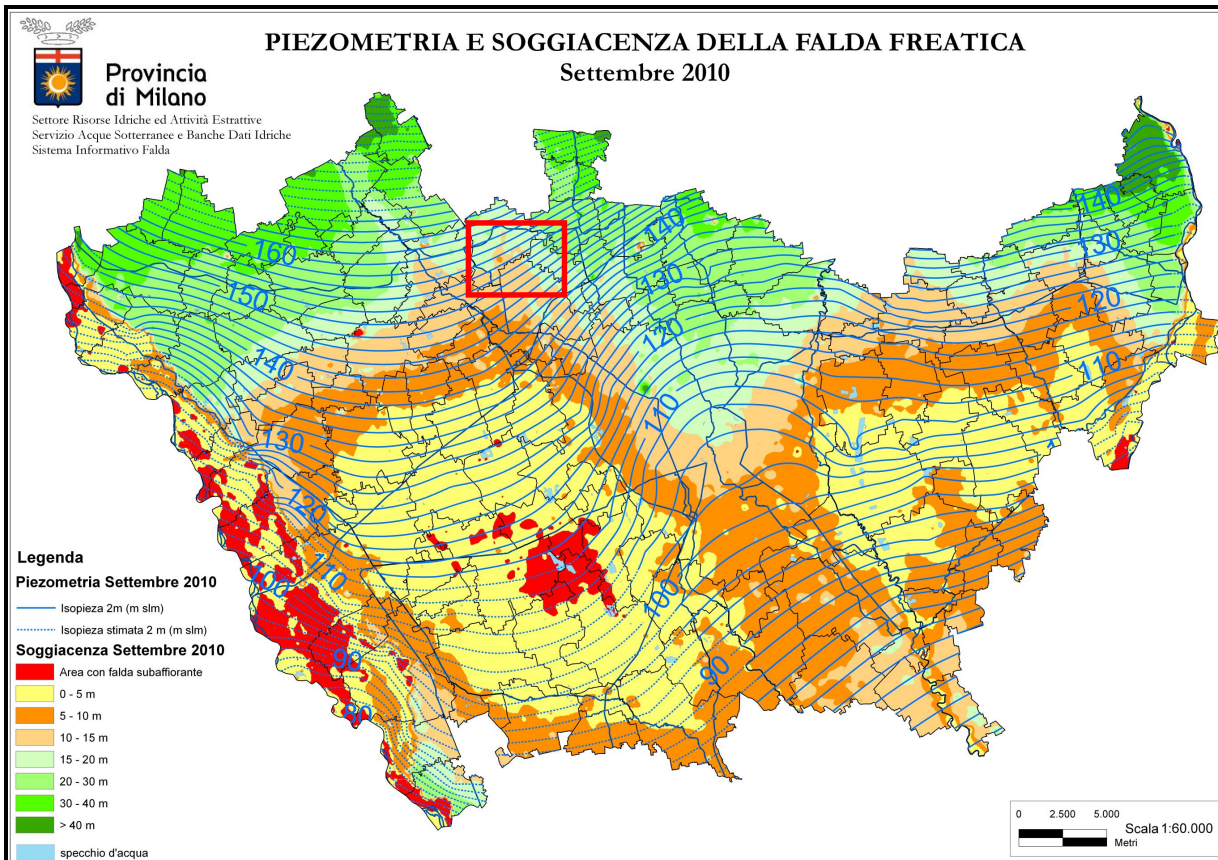 PIEZOMETRIA E SOGGIACENZA DELLA FALDA FREATICA
Settembre 2010
Provincia
di Milano
Settore Risorse Idriche ed Attività Estrattive
Servizio Acque Sotterranee e Banche Dati Idriche
Sistema Informativo Falda
160
150
140
130
120
110
100
90
80
140
130
120
110
100
90
140
130
120
110
Legenda
Piezometria Settembre 2010
Isopieza 2m (m slm)
Isopieza stimata 2 m (m slm)
Soggiacenza Settembre 2010
Area con falda subaffiorante
0 - 5 m
5 - 10 m
10 - 15 m
15 - 20 m
20 - 30 m
30 - 40 m
> 40 m
specchio d'acqua
0 2.500 5.000
Scala 1:60.000
Metri